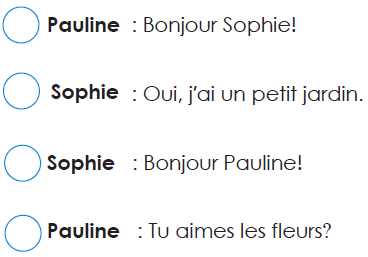 Pauline : Bonjour Sophie!
Sophie : Oui, j'ai un petit jardin.
Sophie : Bonjour Pauline!
Pauline : Tu aimes les fleurs?